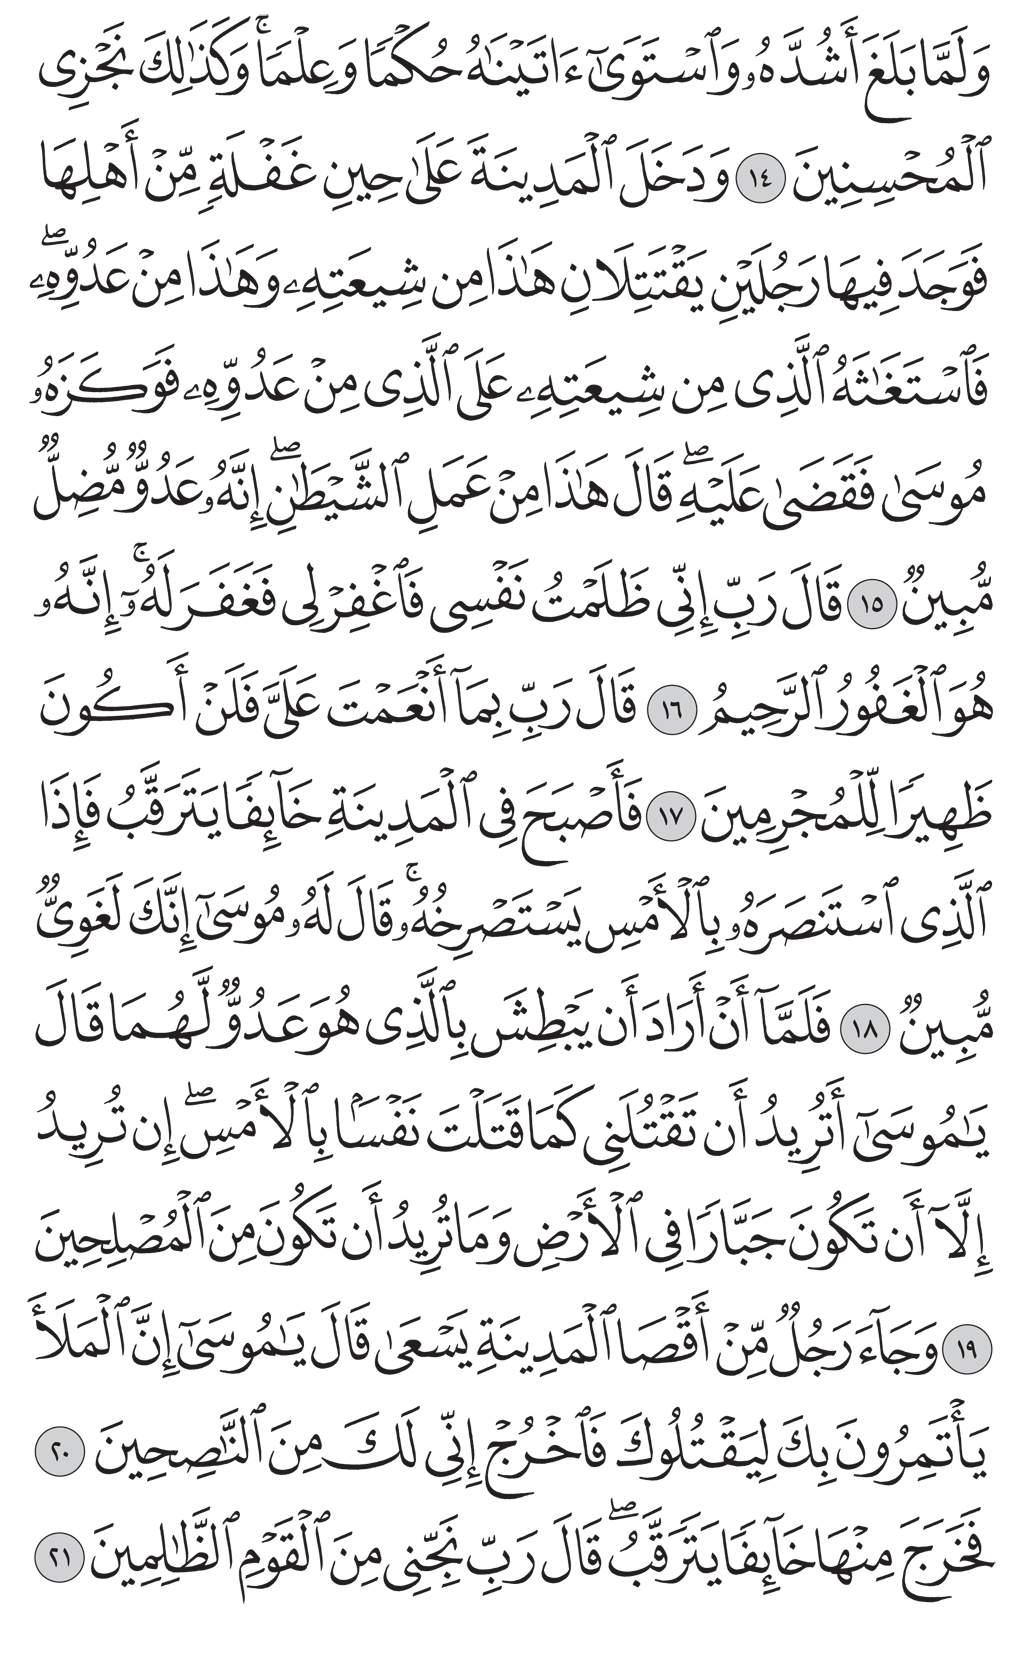 وَلَمَّا بَلَغَ أَشُدَّهُۥ وَٱسْتَوَىٰٓ ءَاتَيْنَٰهُ حُكْمًا وَعِلْمًاۚ وَكَذَٰلِكَ نَجْزِى
ٱلْمُحْسِنِينَ ١٤ وَدَخَلَ ٱلْمَدِينَةَ عَلَىٰ حِينِ غَفْلَةٍ مِّنْ أَهْلِهَا
فَوَجَدَ فِيهَا رَجُلَيْنِ يَقْتَتِلَانِ هَٰذَا مِن شِيعَتِهِۦ وَهَٰذَا مِنْ عَدُوِّهِۦۖ
فَٱسْتَغَٰثَهُ ٱلَّذِى مِن شِيعَتِهِۦ عَلَى ٱلَّذِى مِنْ عَدُوِّهِۦ فَوَكَزَهُۥ
مُوسَىٰ فَقَضَىٰ عَلَيْهِۖ قَالَ هَٰذَا مِنْ عَمَلِ ٱلشَّيْطَٰنِۖ إِنَّهُۥ عَدُوٌّ مُّضِلٌّ
مُّبِينٌ ١٥ قَالَ رَبِّ إِنِّى ظَلَمْتُ نَفْسِى فَٱغْفِرْ لِى فَغَفَرَ لَهُۥٓۚ إِنَّهُۥ
هُوَ ٱلْغَفُورُ ٱلرَّحِيمُ ١٦ قَالَ رَبِّ بِمَآ أَنْعَمْتَ عَلَىَّ فَلَنْ أَكُونَ
ظَهِيرًا لِّلْمُجْرِمِينَ ١٧ فَأَصْبَحَ فِى ٱلْمَدِينَةِ خَآئِفًا يَتَرَقَّبُ فَإِذَا
ٱلَّذِى ٱسْتَنصَرَهُۥ بِٱلْأَمْسِ يَسْتَصْرِخُهُۥۚ قَالَ لَهُۥ مُوسَىٰٓ إِنَّكَ لَغَوِىٌّ
مُّبِينٌ ١٨ فَلَمَّآ أَنْ أَرَادَ أَن يَبْطِشَ بِٱلَّذِى هُوَ عَدُوٌّ لَّهُمَا قَالَ
يَٰمُوسَىٰٓ أَتُرِيدُ أَن تَقْتُلَنِى كَمَا قَتَلْتَ نَفْسًۢا بِٱلْأَمْسِۖ إِن تُرِيدُ
إِلَّآ أَن تَكُونَ جَبَّارًا فِى ٱلْأَرْضِ وَمَا تُرِيدُ أَن تَكُونَ مِنَ ٱلْمُصْلِحِينَ
١٩ وَجَآءَ رَجُلٌ مِّنْ أَقْصَا ٱلْمَدِينَةِ يَسْعَىٰ قَالَ يَٰمُوسَىٰٓ إِنَّ ٱلْمَلَأَ
يَأْتَمِرُونَ بِكَ لِيَقْتُلُوكَ فَٱخْرُجْ إِنِّى لَكَ مِنَ ٱلنَّٰصِحِينَ ٢٠
فَخَرَجَ مِنْهَا خَآئِفًا يَتَرَقَّبُۖ قَالَ رَبِّ نَجِّنِى مِنَ ٱلْقَوْمِ ٱلظَّٰلِمِينَ ٢١